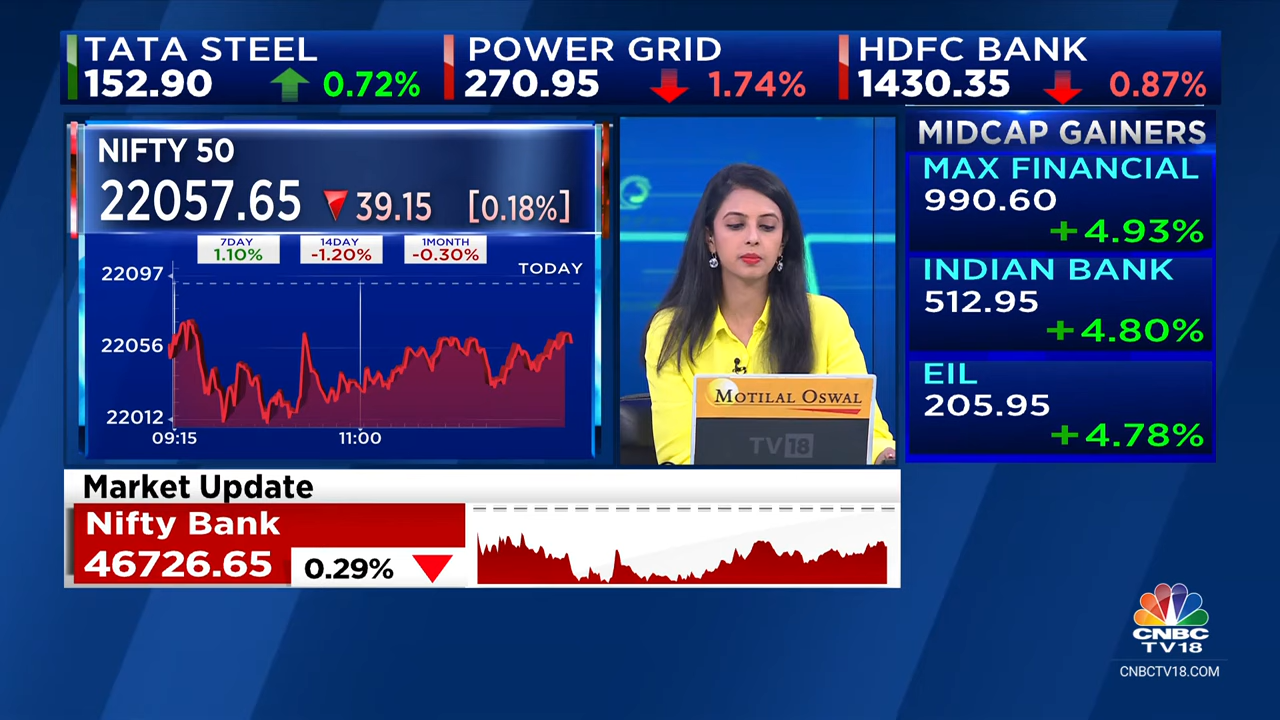 TATA STEEL
152.90 0.72%
POWER GRID
270.95 1.74%
HDFC BANK
1430.35 0.87%
NIFTY 50
22057.65 39.15 [0.18%]
7DAY
1.10%
14DAY
-1.20%
1MONTH
-0.30%
TODAY
22097
22056
22012
09:15 11:00
MOTILAL OSWAL
TV18
MIDCAP GAINERS
MAX FINANCIAL
990.60
+4.93%
INDIAN BANK
512.95
+4.80%
EIL
205.95
+4.78%
Market Update
Nifty Bank
46726.65 0.29%
CNBC
TV18
CNBCTV18.COM